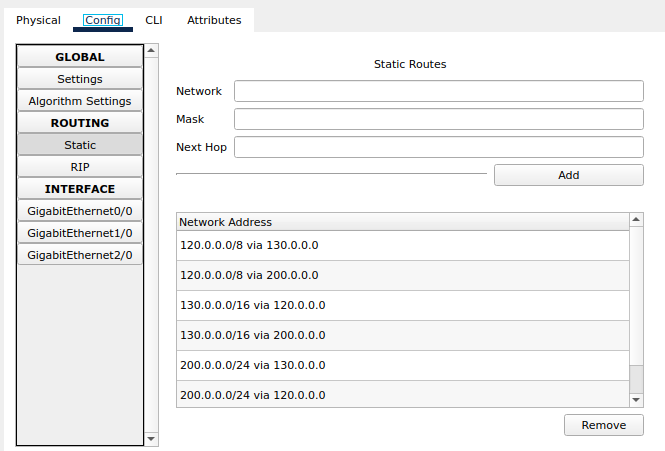 Physical Config CLI Attributes
GLOBAL
Settings
Algorithm Settings
ROUTING
Static
RIP
INTERFACE
GigabitEthernet0/0
GigabitEthernet1/0
GigabitEthernet2/0
Static Routes
Network
Mask
Next Hop
Add
Network Address
120.0.0.0/8 via 130.0.0.0
120.0.0.0/8 via 200.0.0.0
130.0.0.0/16 via 120.0.0.0
130.0.0.0/16 via 200.0.0.0
200.0.0.0/24 via 130.0.0.0
200.0.0.0/24 via 120.0.0.0
Remove